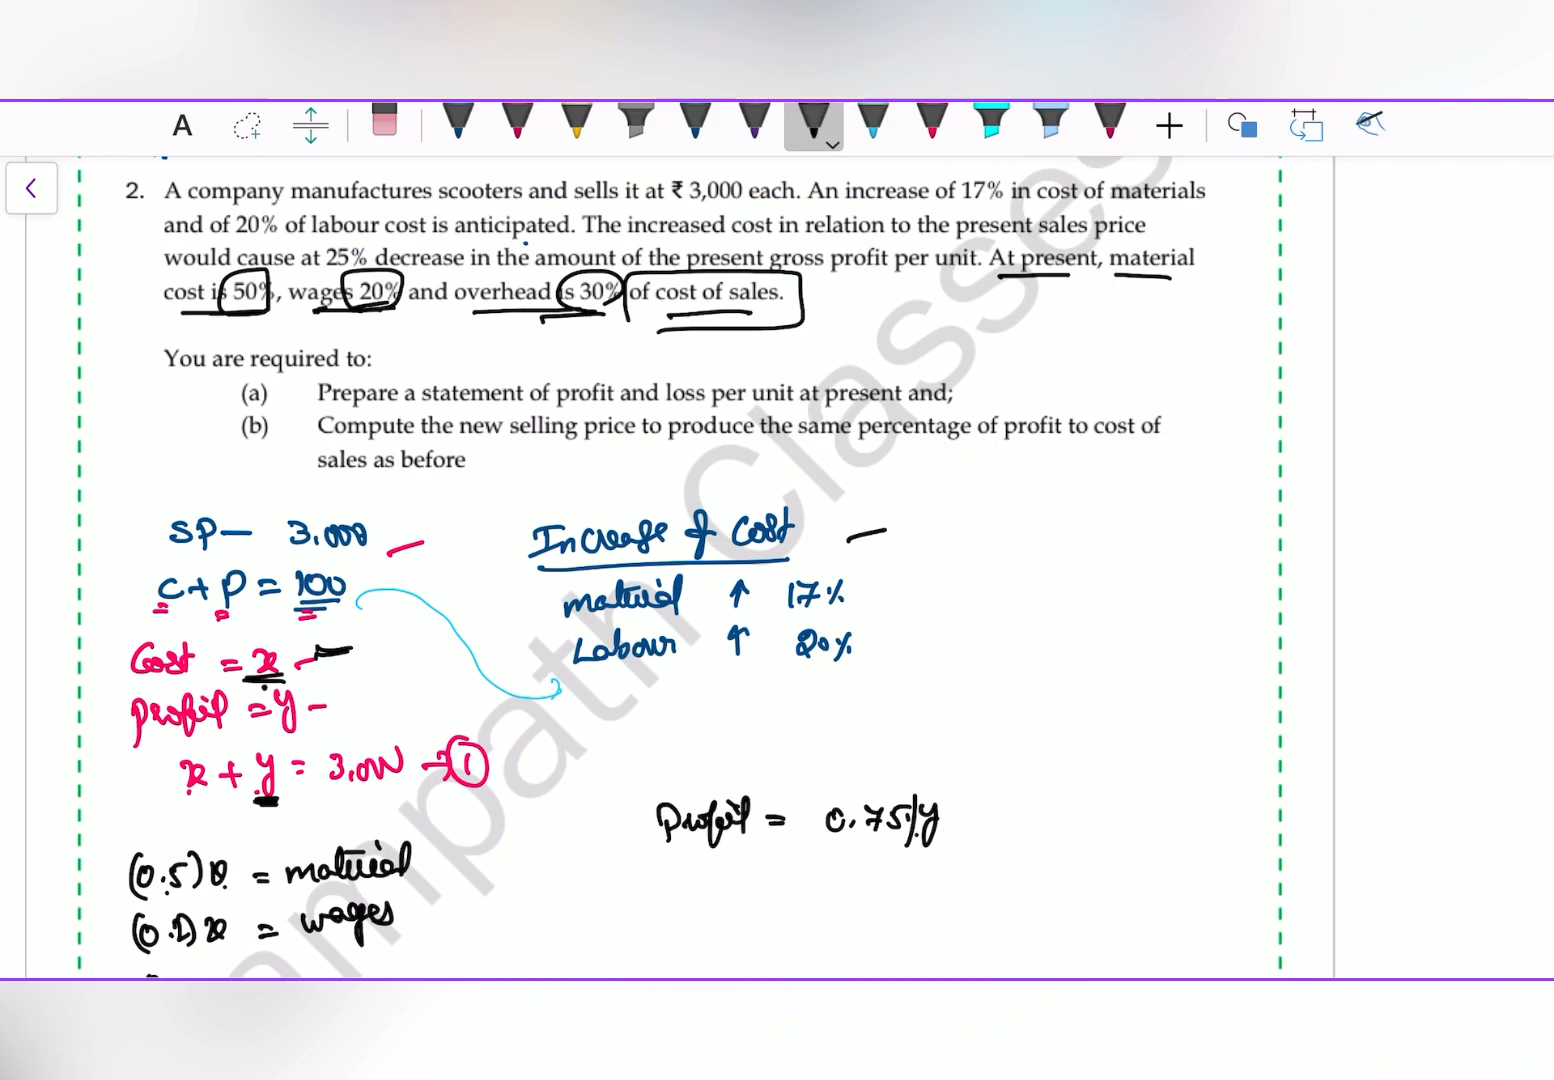 A
2. A company manufactures scooters and sells it at ₹ 3,000 each. An increase of 17% in cost of materials
and of 20% of labour cost is anticipated. The increased cost in relation to the present sales price
would cause at 25% decrease in the amount of the present gross profit per unit. At present, material
cost is 50%, wages 20% and overhead is 30% of cost of sales.
You are required to:
(a) Prepare a statement of profit and loss per unit at present and;
(b) Compute the new selling price to produce the same percentage of profit to cost of
sales as before
SP — 3,000
C + P = 100
Cost = x
Profit = y
x + y = 3,000 → ①
(0.5)x = material
(0.2)x = wages
Increase of Cost
material ↑ 17%
Labour ↑ 20%
Profit = 0.75/y
ampath Classes